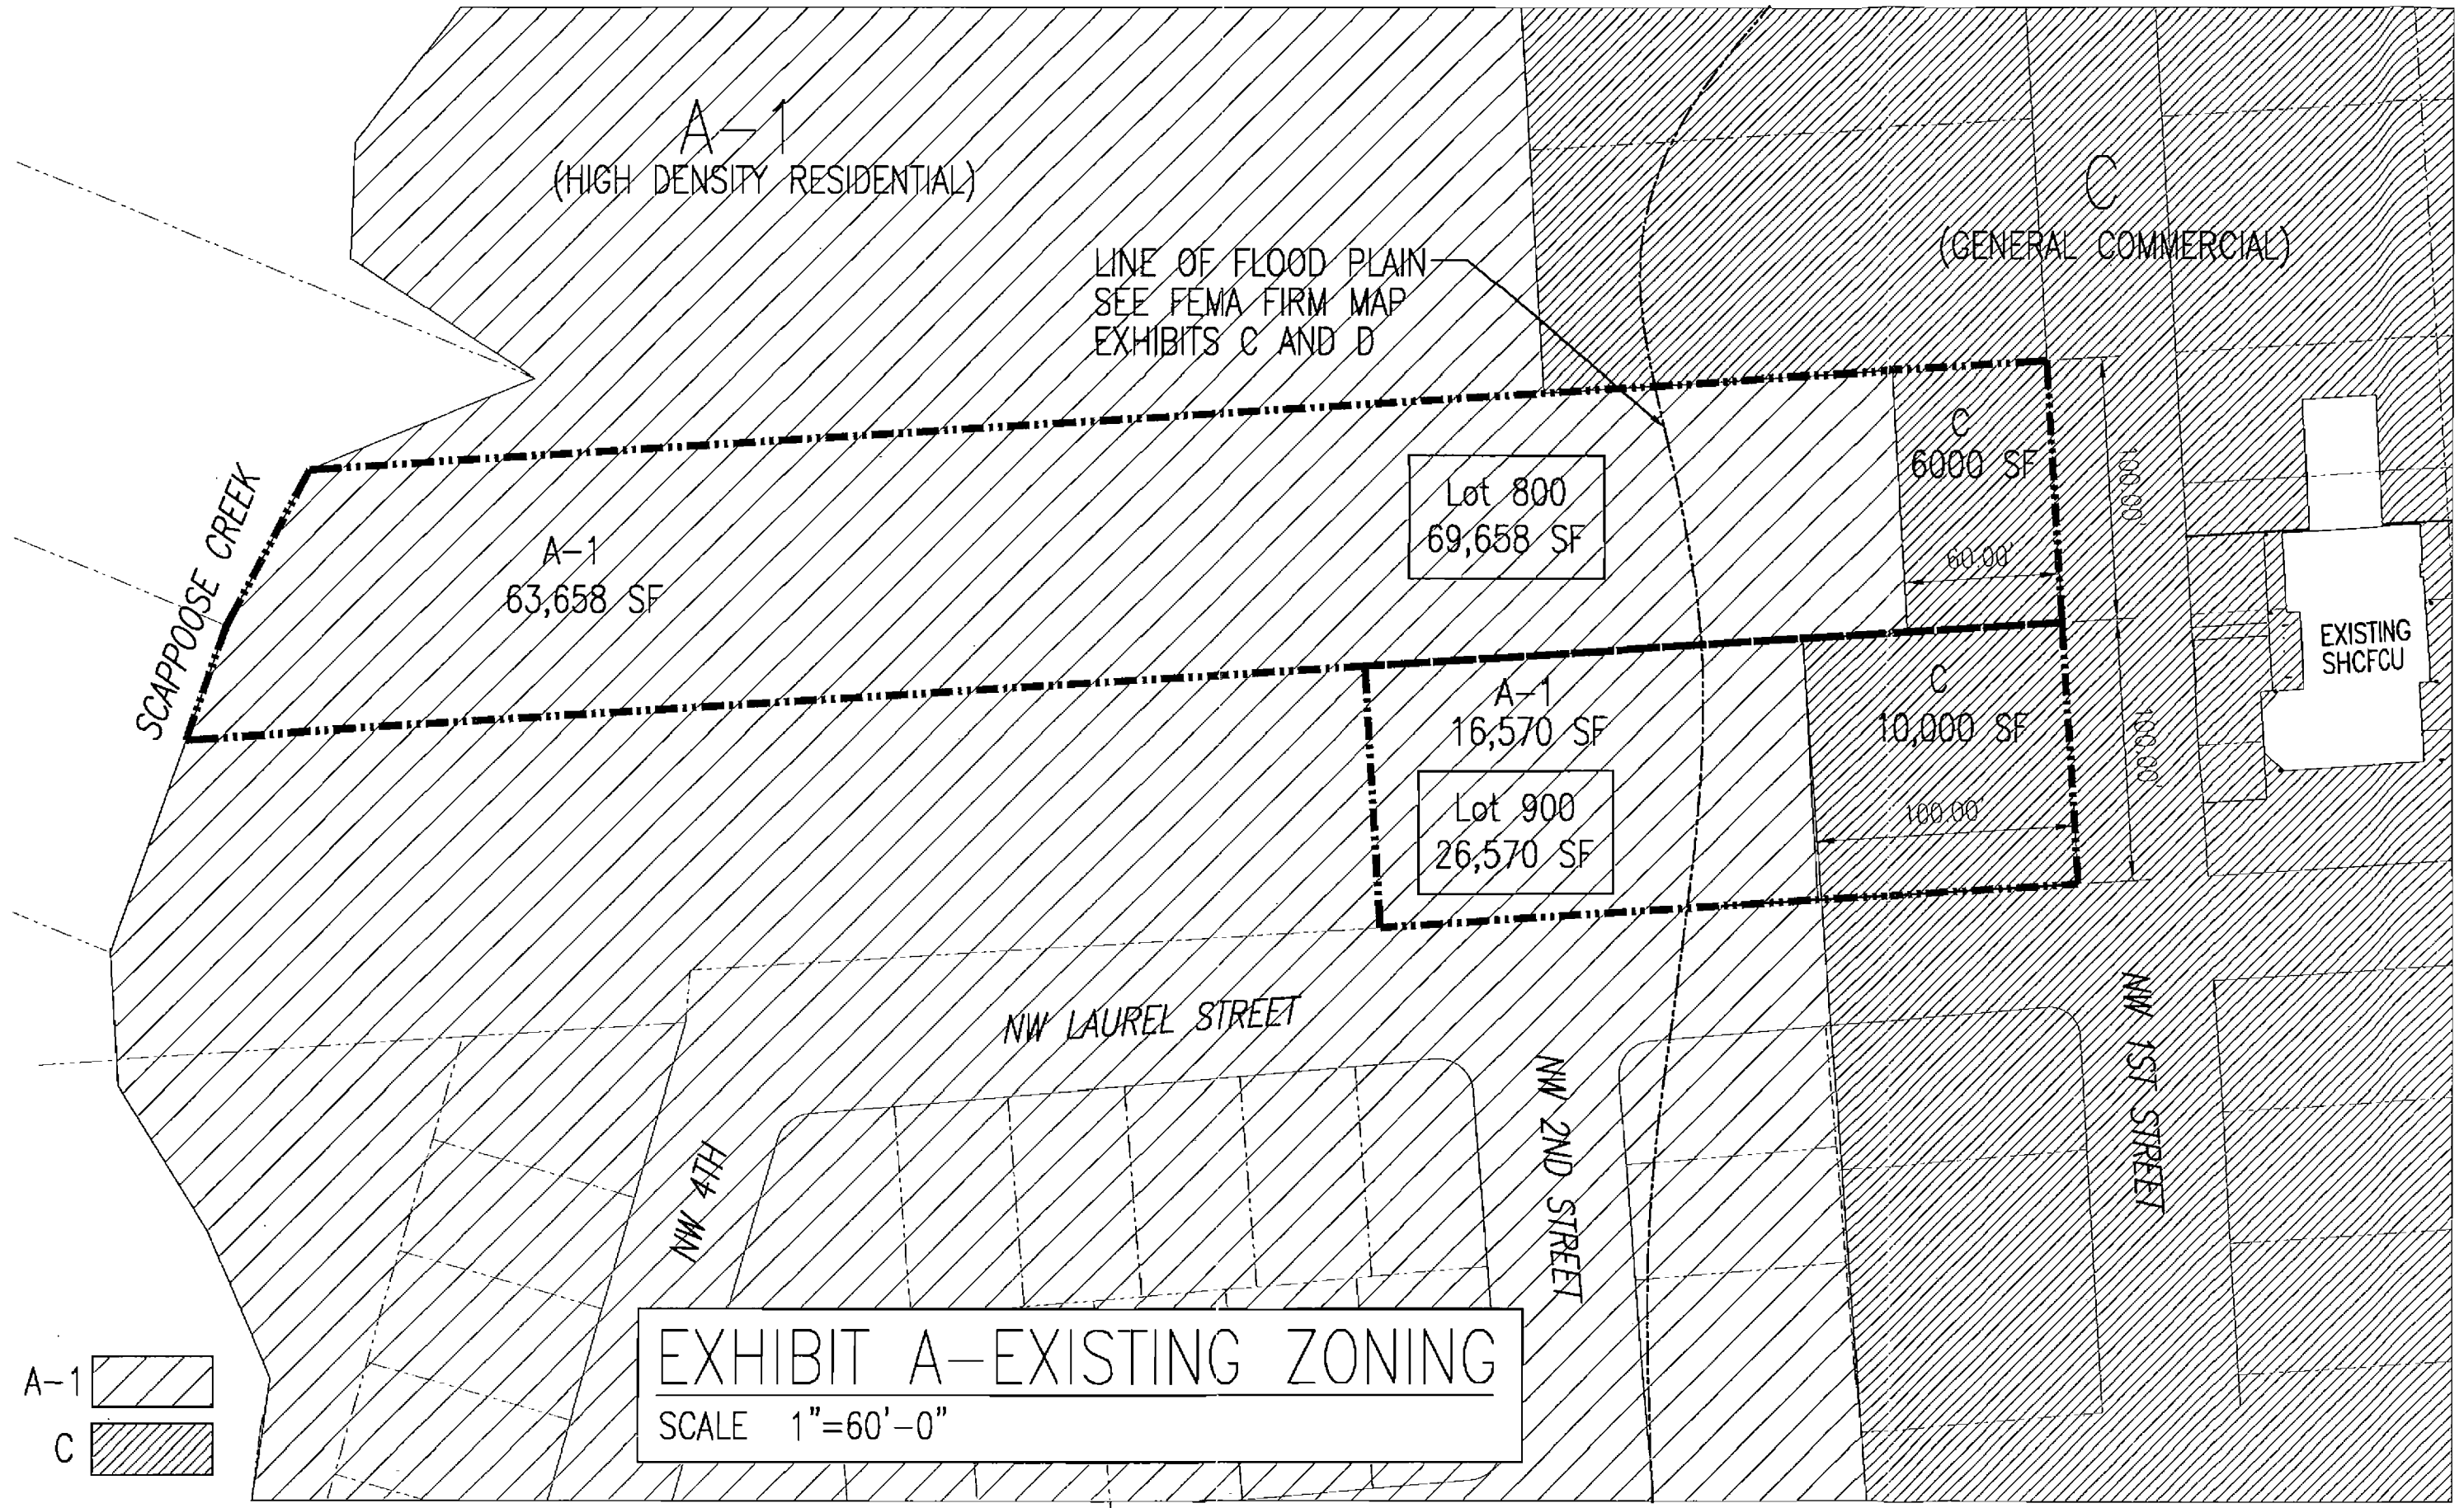 A-1
(HIGH DENSITY RESIDENTIAL)
C
(GENERAL COMMERCIAL)
LINE OF FLOOD PLAIN
SEE FEMA FIRM MAP
EXHIBITS C AND D
C
6000 SF
60.00'
100.00'
Lot 800
69,658 SF
A-1
63,658 SF
SCAPPOOSE CREEK
EXISTING
SHCFCU
A-1
16,570 SF
Lot 900
26,570 SF
C
10,000 SF
100.00'
100.00'
NW LAUREL STREET
NW 4TH
NW 2ND STREET
NW 1ST STREET
A-1
C
EXHIBIT A-EXISTING ZONING
SCALE 1"=60'-0"